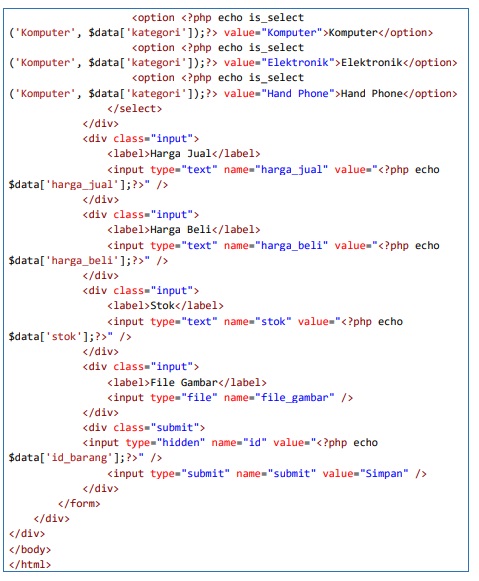 <option <?php echo is_select
('Komputer', $data['kategori']);?> value="Komputer">Komputer</option>
<option <?php echo is_select
('Komputer', $data['kategori']);?> value="Elektronik">Elektronik</option>
<option <?php echo is_select
('Komputer', $data['kategori']);?> value="Hand Phone">Hand Phone</option>
</select>
</div>
<div class="input">
<label>Harga Jual</label>
<input type="text" name="harga_jual" value="<?php echo
$data['harga_jual'];?>" />
</div>
<div class="input">
<label>Harga Beli</label>
<input type="text" name="harga_beli" value="<?php echo
$data['harga_beli'];?>" />
</div>
<div class="input">
<label>Stok</label>
<input type="text" name="stok" value="<?php echo
$data['stok'];?>" />
</div>
<div class="input">
<label>File Gambar</label>
<input type="file" name="file_gambar" />
</div>
<div class="submit">
<input type="hidden" name="id" value="<?php echo
$data['id_barang'];?>" />
<input type="submit" name="submit" value="Simpan" />
</div>
</form>
</div>
</div>
</body>
</html>